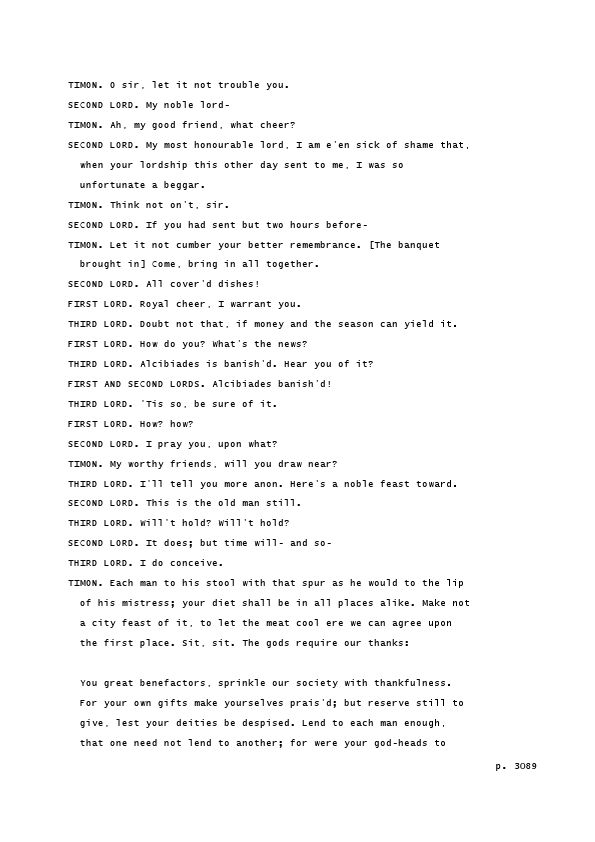 TIMON. O sir, let it not trouble you.
SECOND LORD. My noble lord-
TIMON. Ah, my good friend, what cheer?
SECOND LORD. My most honourable lord, I am e'en sick of shame that,
when your lordship this other day sent to me, I was so
unfortunate a beggar.
TIMON. Think not on't, sir.
SECOND LORD. If you had sent but two hours before-
TIMON. Let it not cumber your better remembrance. [The banquet
brought in] Come, bring in all together.
SECOND LORD. All cover'd dishes!
FIRST LORD. Royal cheer, I warrant you.
THIRD LORD. Doubt not that, if money and the season can yield it.
FIRST LORD. How do you? What's the news?
THIRD LORD. Alcibiades is banish'd. Hear you of it?
FIRST AND SECOND LORDS. Alcibiades banish'd!
THIRD LORD. 'Tis so, be sure of it.
FIRST LORD. How? how?
SECOND LORD. I pray you, upon what?
TIMON. My worthy friends, will you draw near?
THIRD LORD. I'll tell you more anon. Here's a noble feast toward.
SECOND LORD. This is the old man still.
THIRD LORD. Will't hold? Will't hold?
SECOND LORD. It does; but time will- and so-
THIRD LORD. I do conceive.
TIMON. Each man to his stool with that spur as he would to the lip
of his mistress; your diet shall be in all places alike. Make not
a city feast of it, to let the meat cool ere we can agree upon
the first place. Sit, sit. The gods require our thanks:

You great benefactors, sprinkle our society with thankfulness.
For your own gifts make yourselves prais'd; but reserve still to
give, lest your deities be despised. Lend to each man enough,
that one need not lend to another; for were your god-heads to
p. 3089